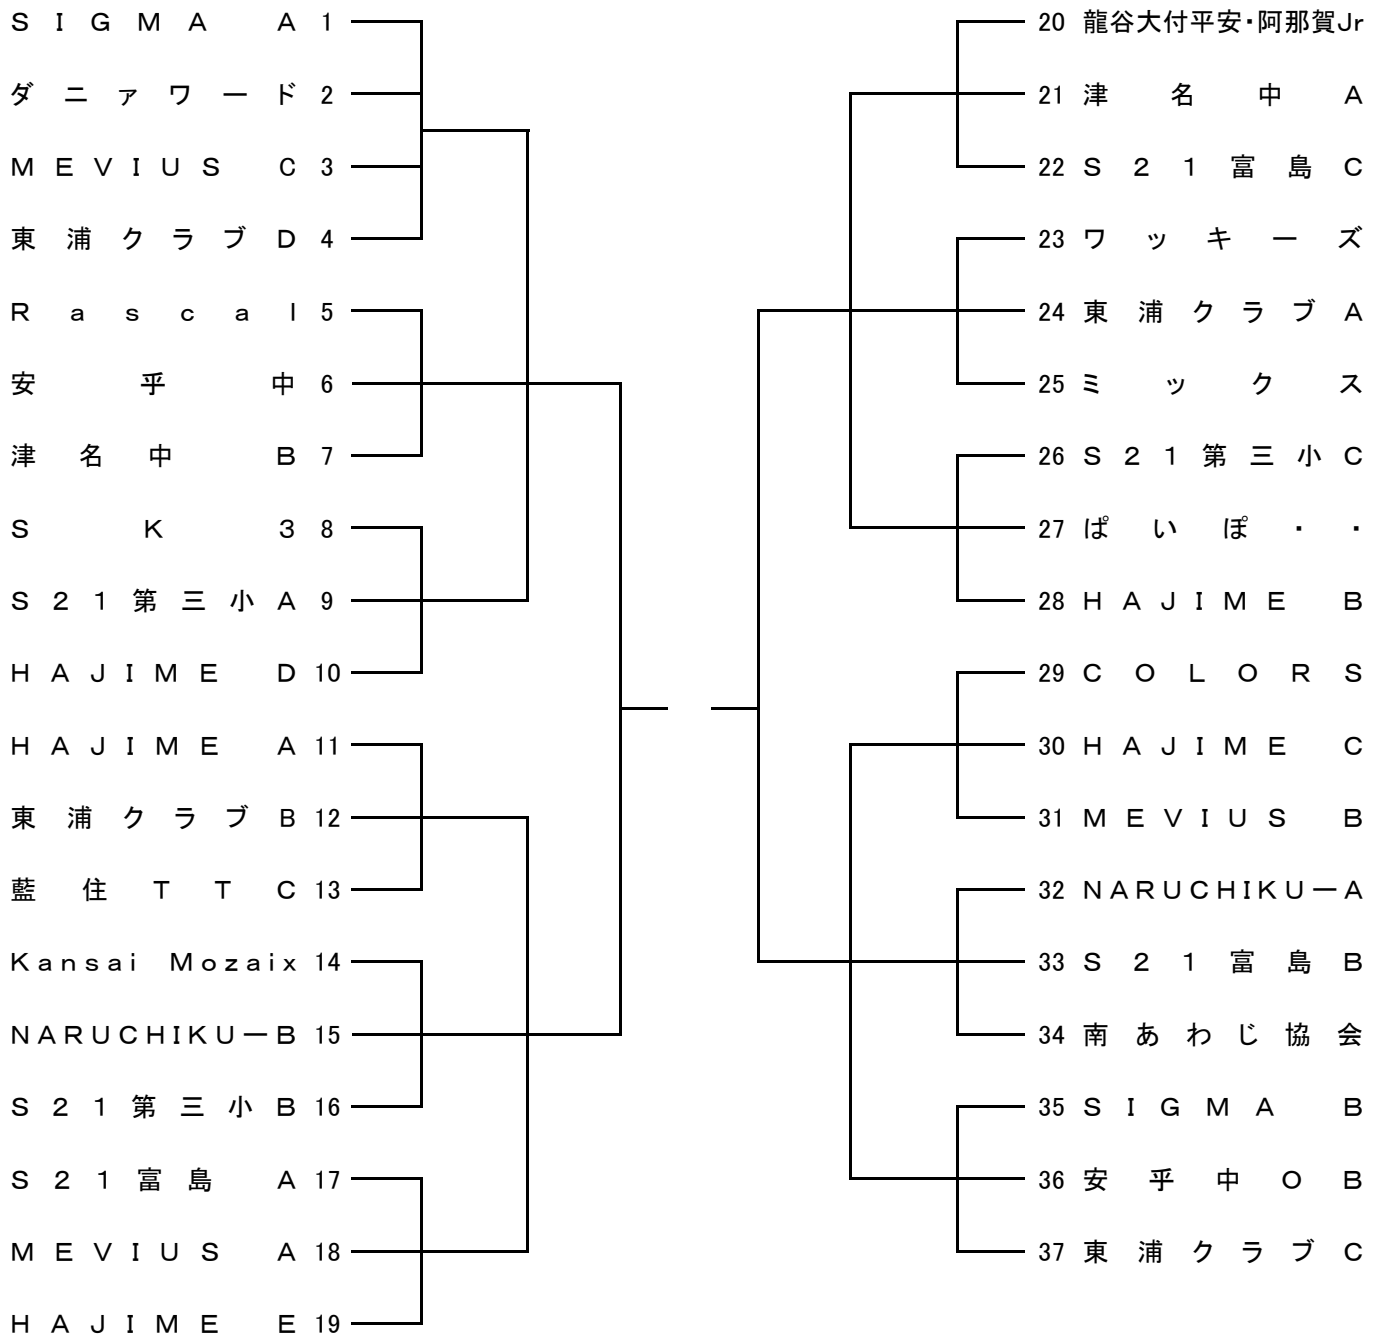 SIGMA A 1
ダニァワード 2
MEVIUS C 3
東浦クラブD 4
Rascal 5
安乎中 6
津名中 B 7
SK3 8
S21第三小A 9
HAJIME D 10
HAJIME A 11
東浦クラブB 12
藍住TTC 13
Kansai Mozaix 14
NARUCHIKU－B 15
S21第三小B 16
S21富島 A 17
MEVIUS A 18
HAJIME E 19
20 龍谷大付平安・阿那賀Jr
21 津名中A
22 S21富島C
23 ワッキーズ
24 東浦クラブA
25 ミックス
26 S21第三小C
27 ぱいぽ・・
28 HAJIME B
29 COLORS
30 HAJIME C
31 MEVIUS B
32 NARUCHIKU－A
33 S21富島B
34 南あわじ協会
35 SIGMA B
36 安乎中OB
37 東浦クラブC